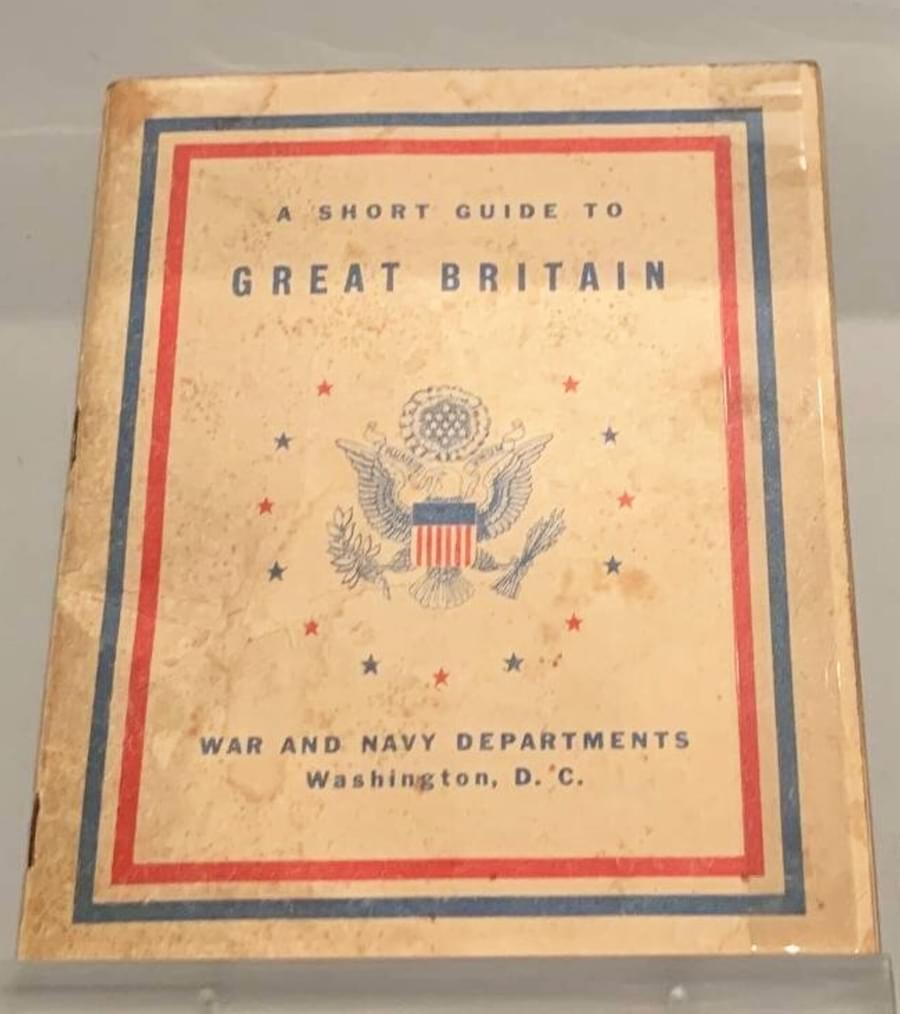 A SHORT GUIDE TO
GREAT BRITAIN
WAR AND NAVY DEPARTMENTS
Washington, D. C.